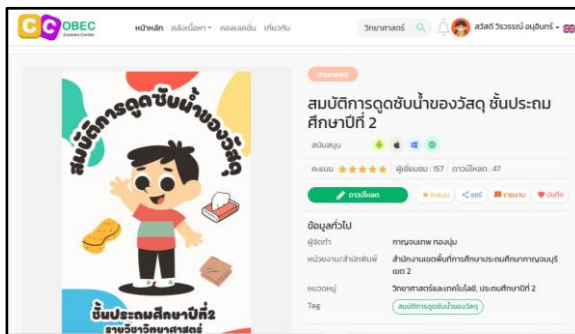 OBEC
Content Center
หน้าหลัก คลังเนื้อหา คอลเลกชัน เกี่ยวกับ
วิทยาศาสตร์
สวัสดี วิรวรรณ์ อนุอินทร์
สมบัติการดูดซับน้ำของวัสดุ
ชั้นประถมศึกษาปีที่2
รายวิชาวิทยาศาสตร์
สมบัติการดูดซับน้ำของวัสดุ ชั้นประถม
ศึกษาปีที่ 2
สนับสนุน
คะแนน ผู้เยี่ยมชม : 157 ดาวน์โหลด : 47
ดาวน์โหลด คะแนน แชร์ รายงาน บันทึก
ข้อมูลทั่วไป
ผู้จัดทำ กาญจนเทพ ทองนุ่ม
หน่วยงาน/สำนักพิมพ์ สำนักงานเขตพื้นที่การศึกษาประถมศึกษากาญจนบุรี
เขต 2
หมวดหมู่ วิทยาศาสตร์และเทคโนโลยี, ประถมศึกษาปีที่ 2
Tag สมบัติการดูดซับน้ำของวัสดุ